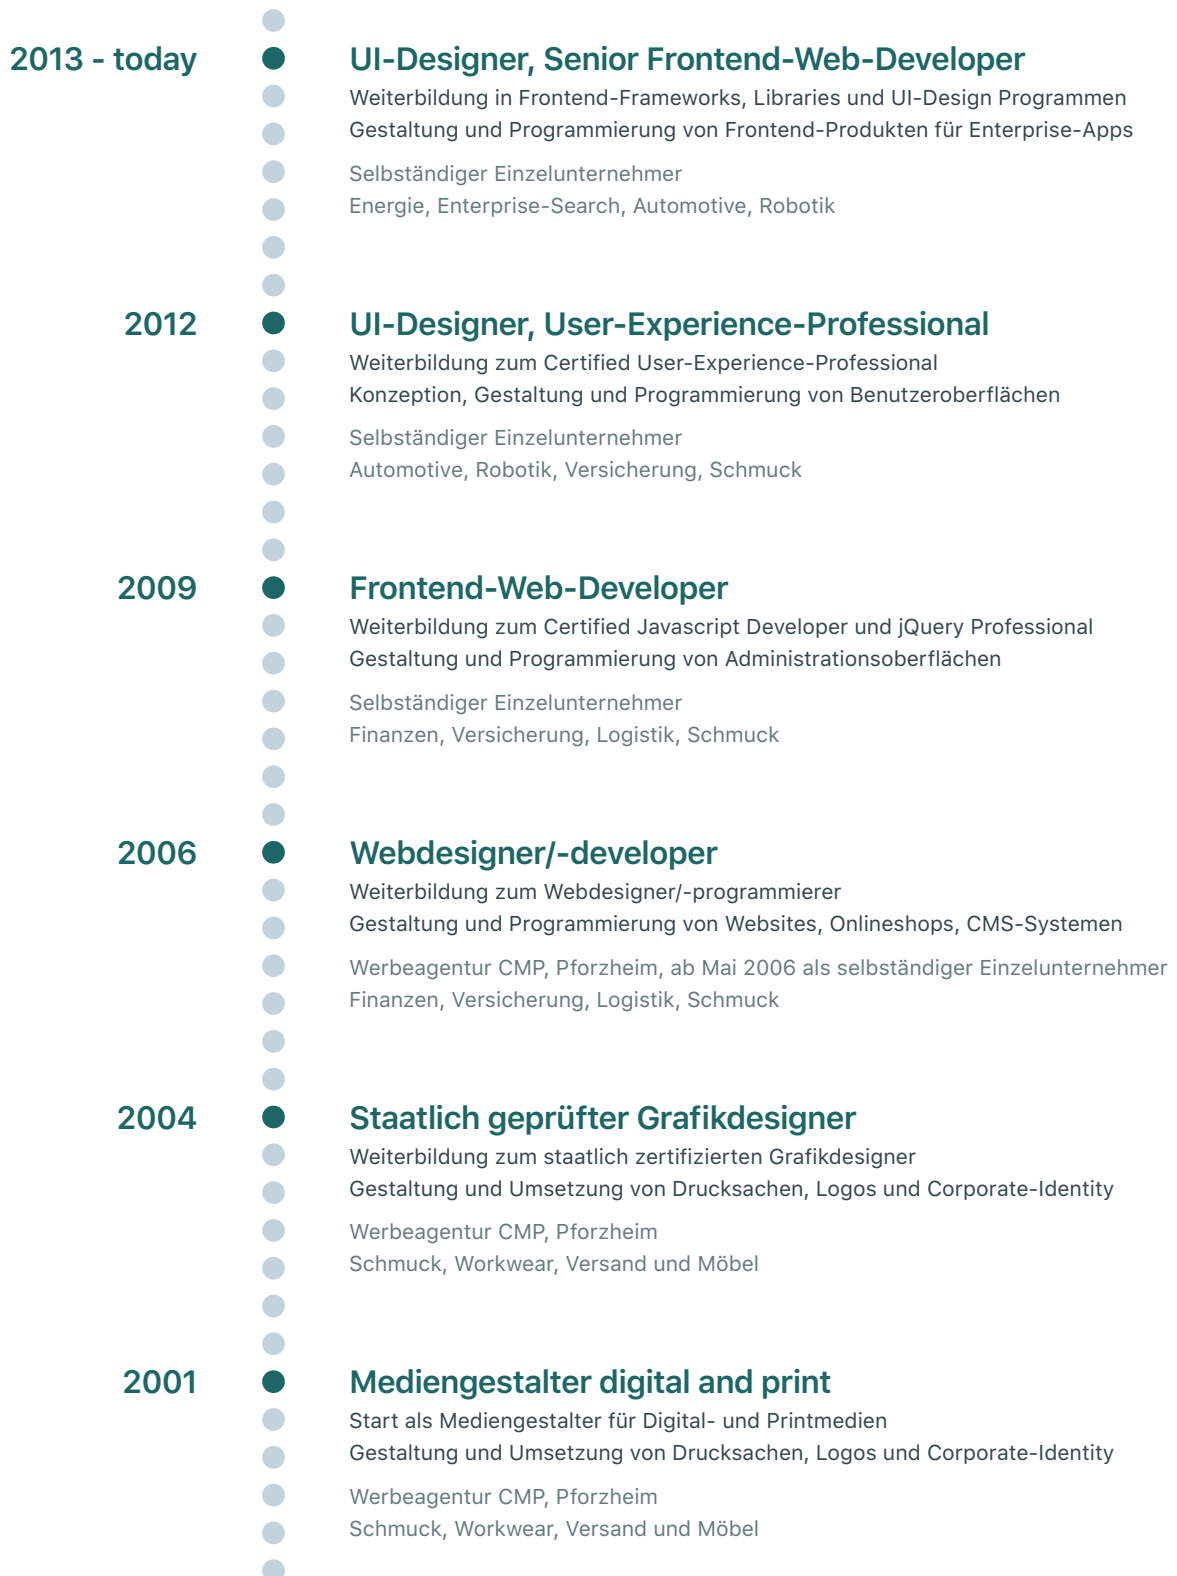 2013 - today
UI-Designer, Senior Frontend-Web-Developer
Weiterbildung in Frontend-Frameworks, Libraries und UI-Design Programmen
Gestaltung und Programmierung von Frontend-Produkten für Enterprise-Apps
Selbständiger Einzelunternehmer
Energie, Enterprise-Search, Automotive, Robotik
2012
UI-Designer, User-Experience-Professional
Weiterbildung zum Certified User-Experience-Professional
Konzeption, Gestaltung und Programmierung von Benutzeroberflächen
Selbständiger Einzelunternehmer
Automotive, Robotik, Versicherung, Schmuck
2009
Frontend-Web-Developer
Weiterbildung zum Certified Javascript Developer und jQuery Professional
Gestaltung und Programmierung von Administrationsoberflächen
Selbständiger Einzelunternehmer
Finanzen, Versicherung, Logistik, Schmuck
2006
Webdesigner/-developer
Weiterbildung zum Webdesigner/-programmierer
Gestaltung und Programmierung von Websites, Onlineshops, CMS-Systemen
Werbeagentur CMP, Pforzheim, ab Mai 2006 als selbständiger Einzelunternehmer
Finanzen, Versicherung, Logistik, Schmuck
2004
Staatlich geprüfter Grafikdesigner
Weiterbildung zum staatlich zertifizierten Grafikdesigner
Gestaltung und Umsetzung von Drucksachen, Logos und Corporate-Identity
Werbeagentur CMP, Pforzheim
Schmuck, Workwear, Versand und Möbel
2001
Mediengestalter digital and print
Start als Mediengestalter für Digital- und Printmedien
Gestaltung und Umsetzung von Drucksachen, Logos und Corporate-Identity
Werbeagentur CMP, Pforzheim
Schmuck, Workwear, Versand und Möbel